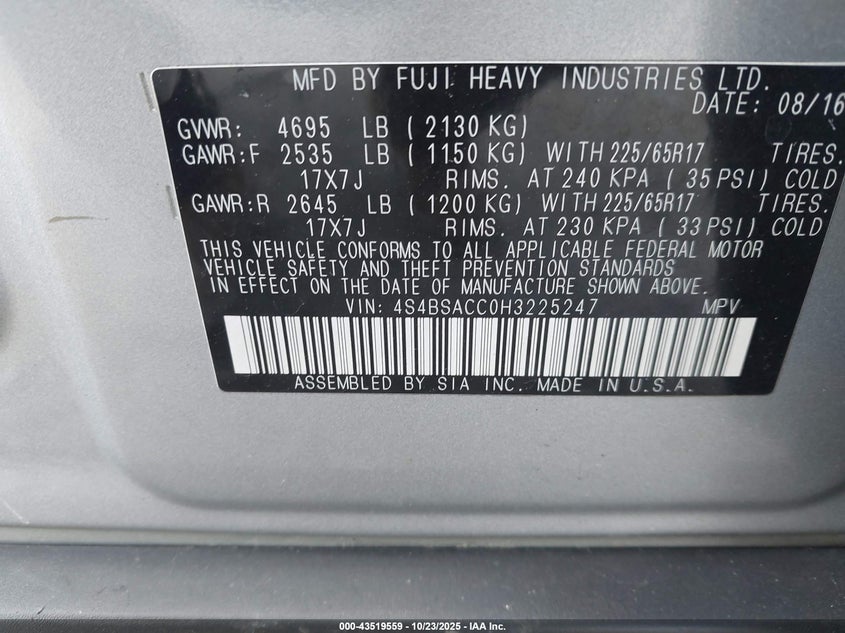 MFD BY FUJI HEAVY INDUSTRIES LTD.
DATE: 08/16
GVWR: 4695 LB (2130 KG)
GAWR:F 2535 LB (1150 KG) WITH 225/65R17 TIRES.
17X7J RIMS. AT 240 KPA (35 PSI) COLD
GAWR:R 2645 LB (1200 KG) WITH 225/65R17 TIRES.
17X7J RIMS. AT 230 KPA (33 PSI) COLD
THIS VEHICLE CONFORMS TO ALL APPLICABLE FEDERAL MOTOR
VEHICLE SAFETY AND THEFT PREVENTION STANDARDS
IN EFFECT ON THE DATE OF MANUFACTURE SHOWN ABOVE.
VIN: 4S4BSACC0H3225247 MPV
ASSEMBLED BY SIA INC. MADE IN U.S.A.
000-43519559 - 10/23/2025 - IAA Inc.